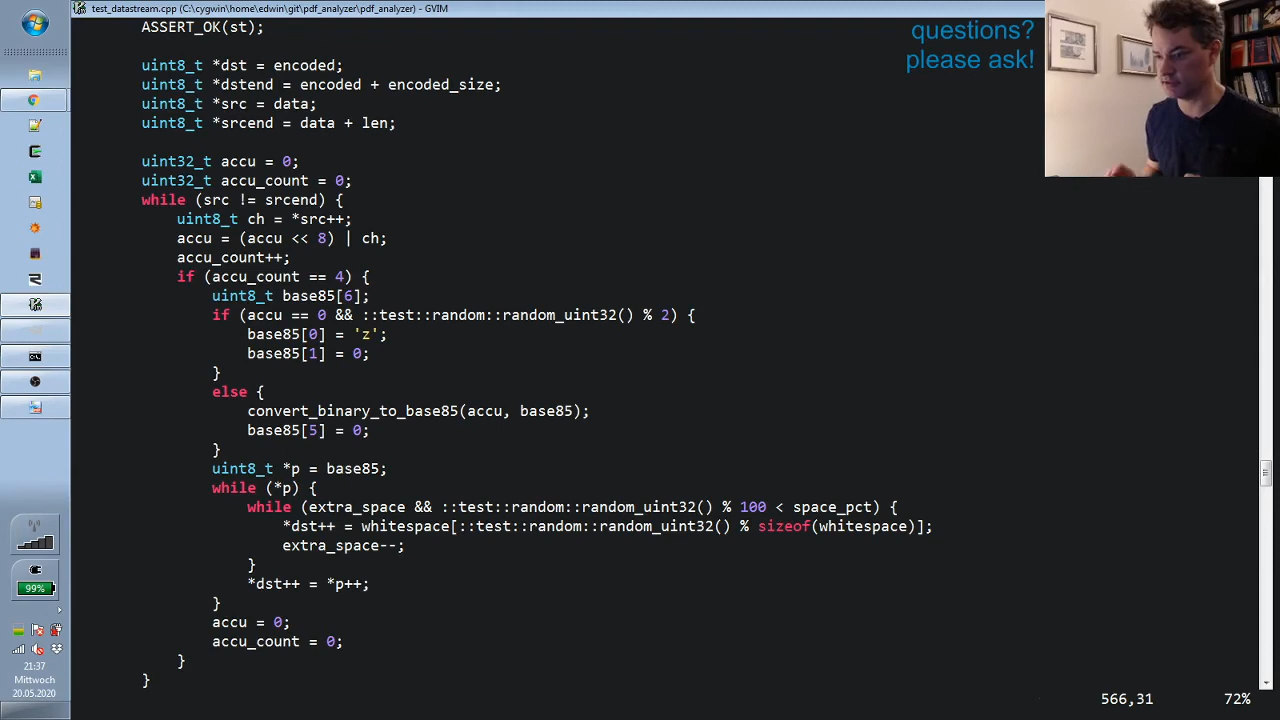 test_datastream.cpp (C:\cygwin\home\edwin\git\pdf_analyzer\pdf_analyzer) - GVIM
ASSERT_OK(st);
questions?
please ask!
uint8_t *dst = encoded;
uint8_t *dstend = encoded + encoded_size;
uint8_t *src = data;
uint8_t *srcend = data + len;
uint32_t accu = 0;
uint32_t accu_count = 0;
while (src != srcend) {
uint8_t ch = *src++;
accu = (accu << 8) | ch;
accu_count++;
if (accu_count == 4) {
uint8_t base85[6];
if (accu == 0 && ::test::random::random_uint32() % 2) {
base85[0] = 'z';
base85[1] = 0;
}
else {
convert_binary_to_base85(accu, base85);
base85[5] = 0;
}
uint8_t *p = base85;
while (*p) {
while (extra_space && ::test::random::random_uint32() % 100 < space_pct) {
*dst++ = whitespace[::test::random::random_uint32() % sizeof(whitespace)];
extra_space--;
}
*dst++ = *p++;
}
accu = 0;
accu_count = 0;
}
}
99%
21:37
Mittwoch
20.05.2020
566,31
72%